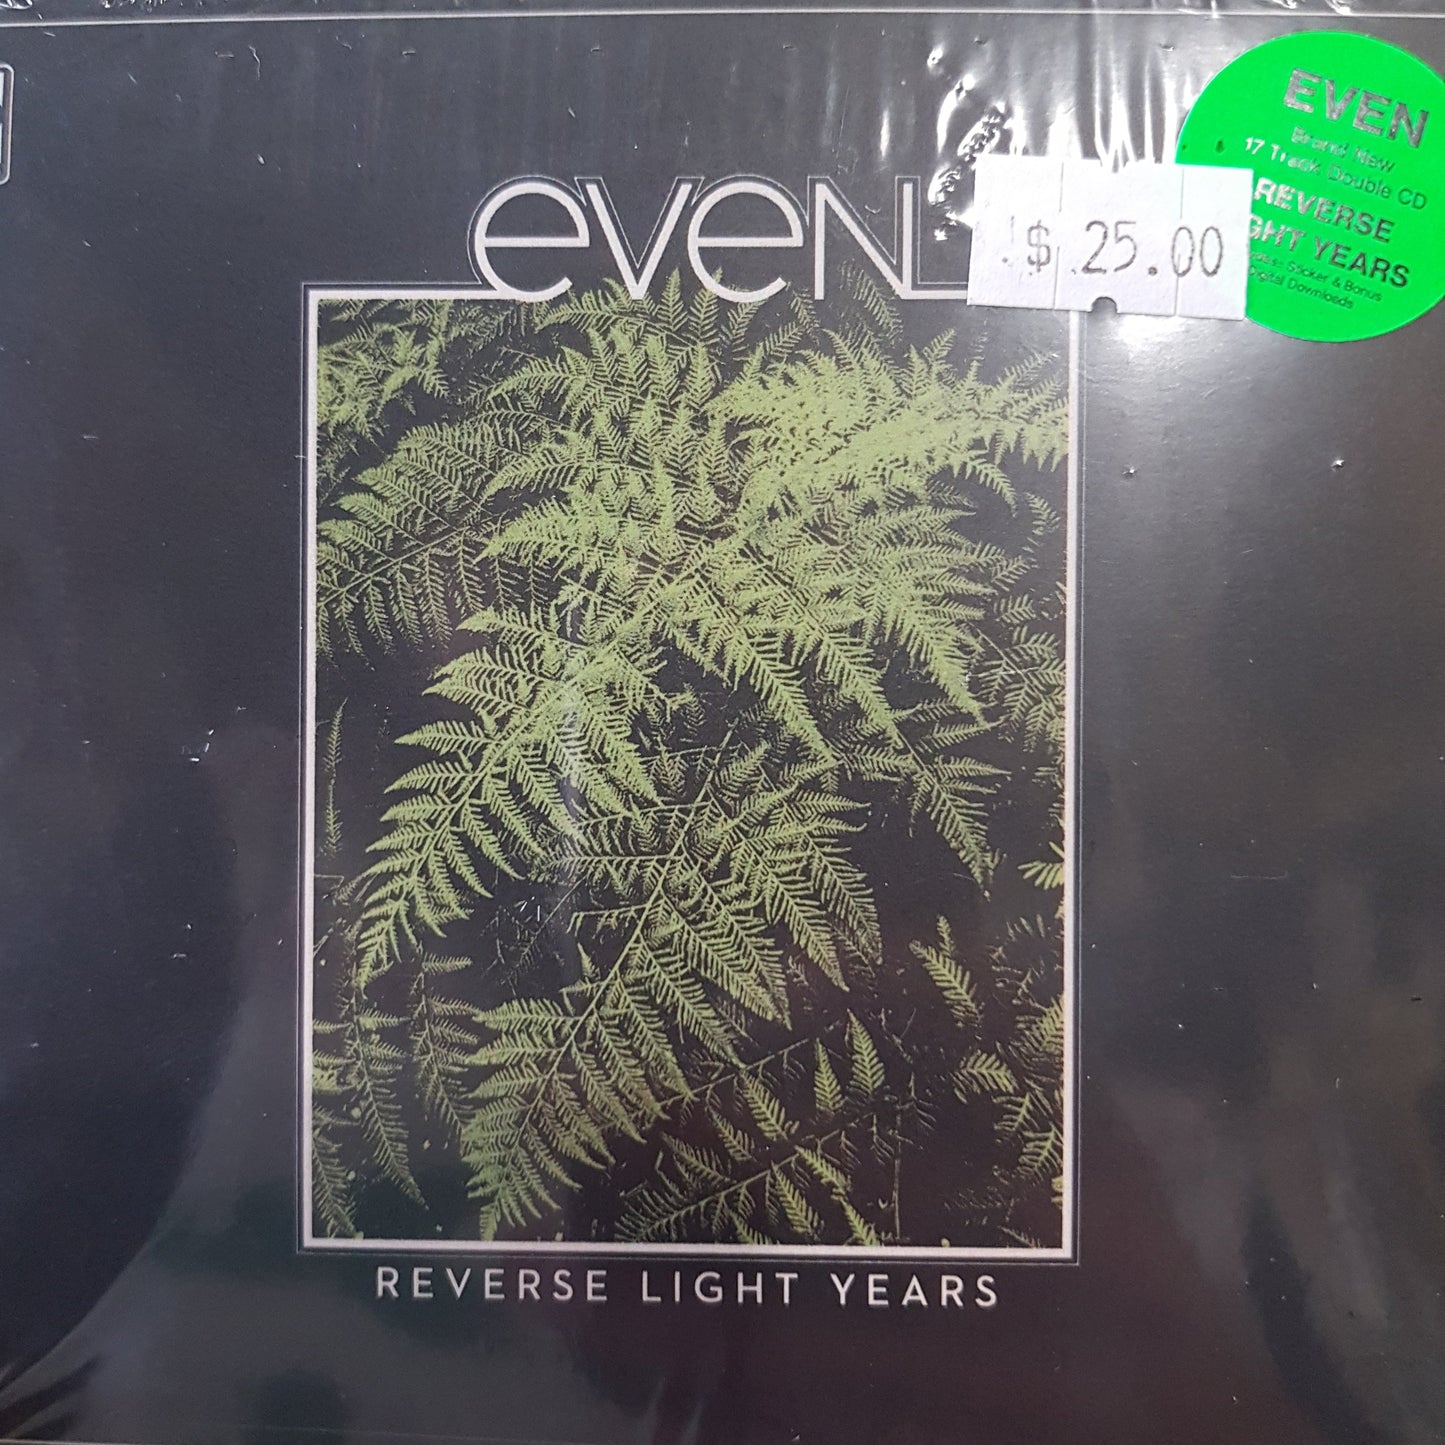 EVEN
Brand New
17 Track Double CD
REVERSE
GHT YEARS
Sticker & Bonus
Digital Downloads
$ 25.00
even
REVERSE LIGHT YEARS